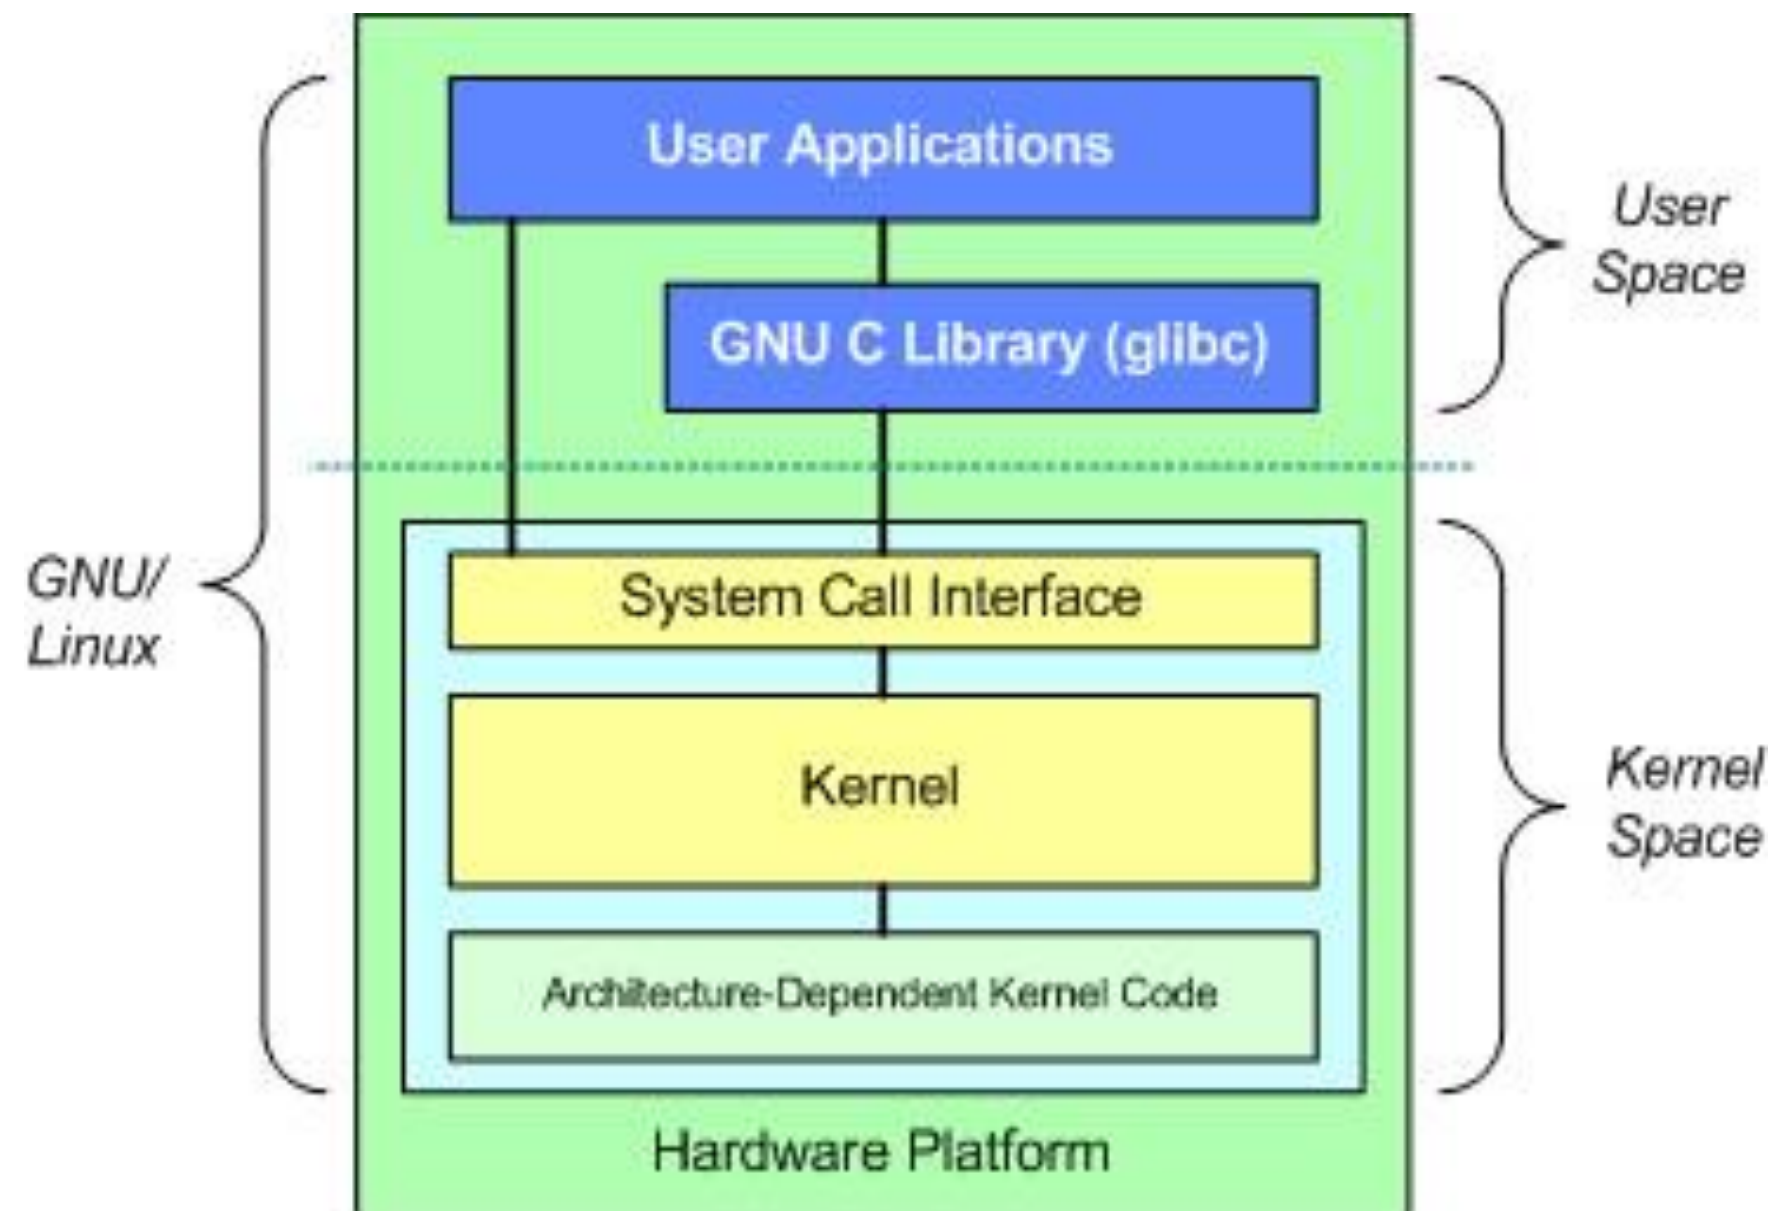 User Applications
User
Space
GNU C Library (glibc)
GNU/
Linux
System Call Interface
Kernel
Kernel
Space
Architecture-Dependent Kernel Code
Hardware Platform